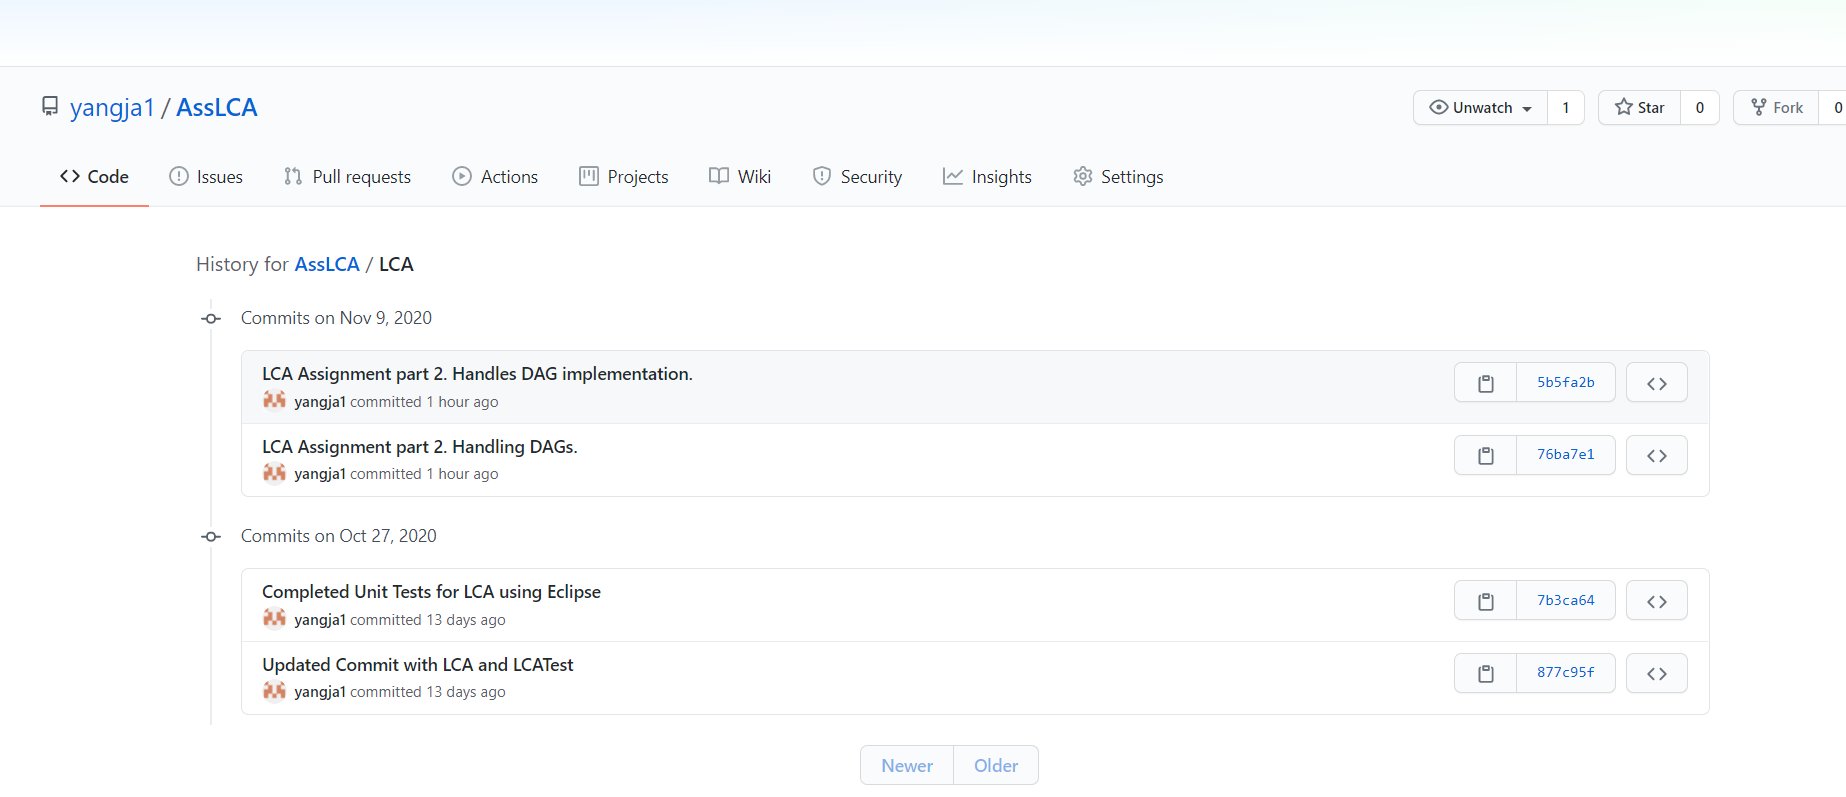 yangja1 / AssLCA
Unwatch 1 Star 0 Fork 0
Code Issues Pull requests Actions Projects Wiki Security Insights Settings
History for AssLCA / LCA
Commits on Nov 9, 2020
LCA Assignment part 2. Handles DAG implementation.
yangja1 committed 1 hour ago
5b5fa2b
LCA Assignment part 2. Handling DAGs.
yangja1 committed 1 hour ago
76ba7e1
Commits on Oct 27, 2020
Completed Unit Tests for LCA using Eclipse
yangja1 committed 13 days ago
7b3ca64
Updated Commit with LCA and LCATest
yangja1 committed 13 days ago
877c95f
Newer Older